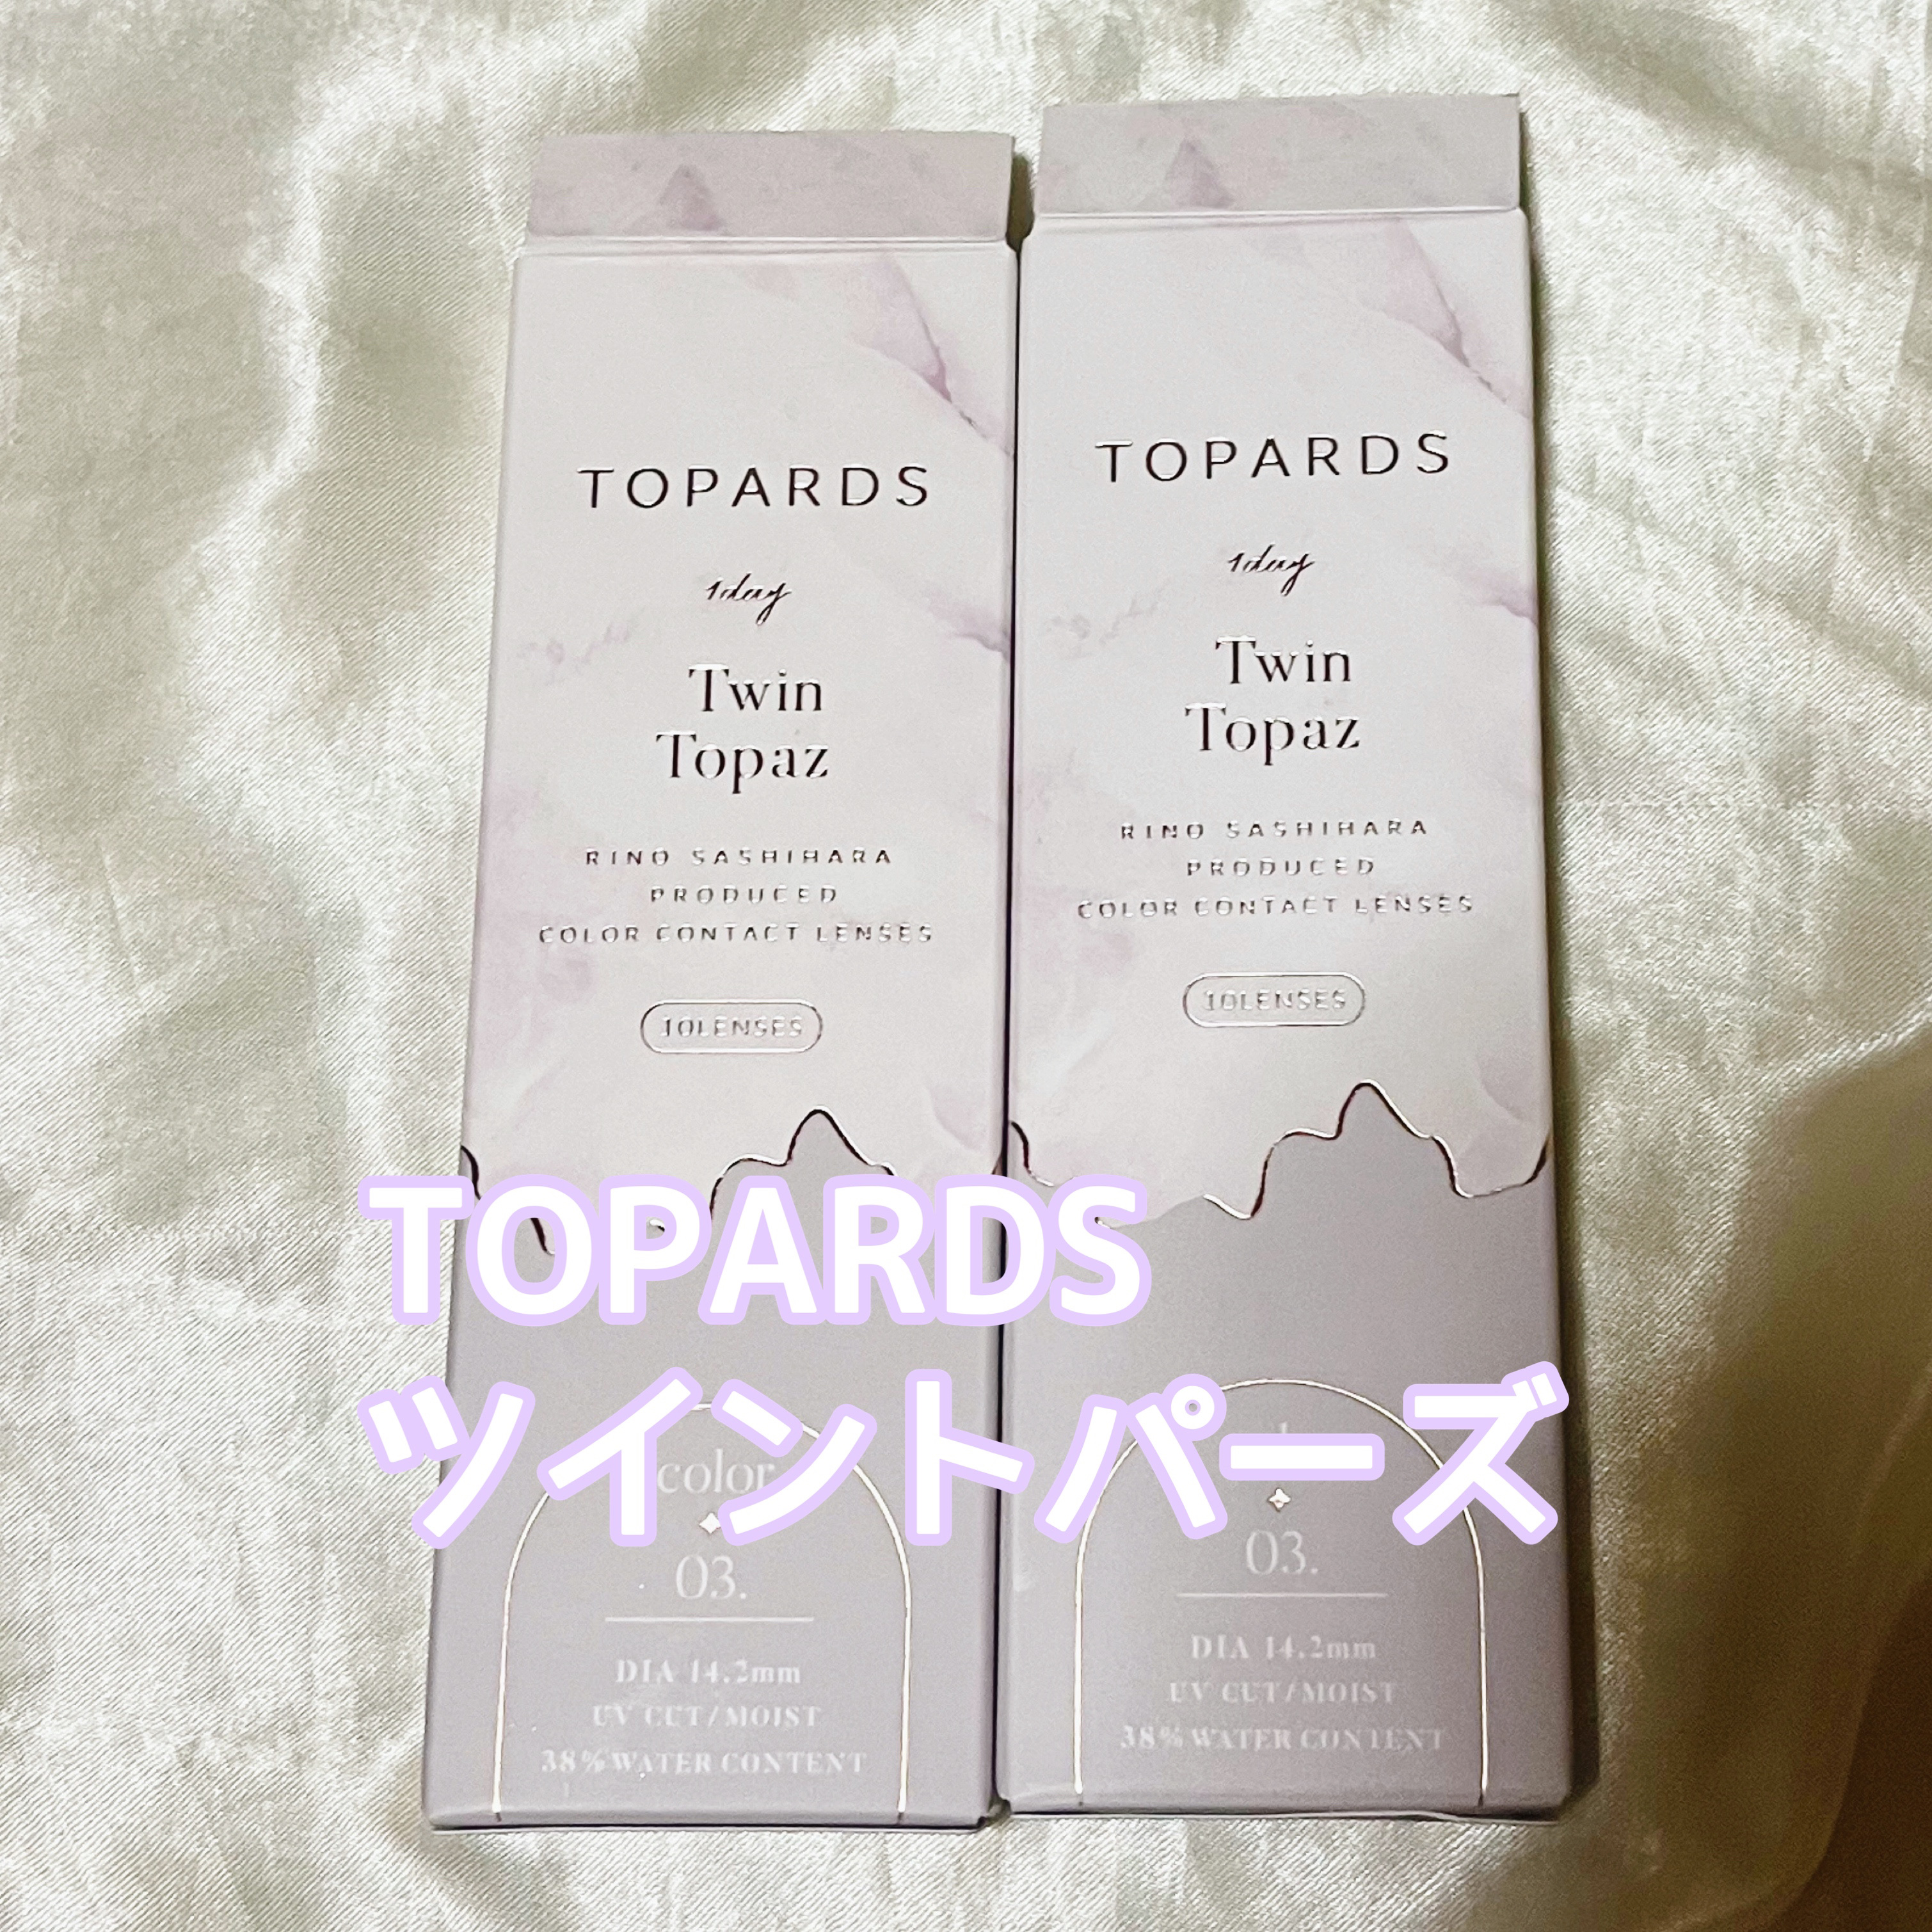 TOPARDS
1day
Twin
Topaz
RINO SASHIHARA
PRODUCED
COLOR CONTACT LENSES
10LENSES
color
03.
DIA 14.2mm
UV CUT/MOIST
38% WATER CONTENT
TOPARDS
1day
Twin
Topaz
RINO SASHIHARA
PRODUCED
COLOR CONTACT LENSES
10LENSES
03.
DIA 14.2mm
UV CUT/MOIST
38% WATER CONTENT
TOPARDS
ツイントパーズ